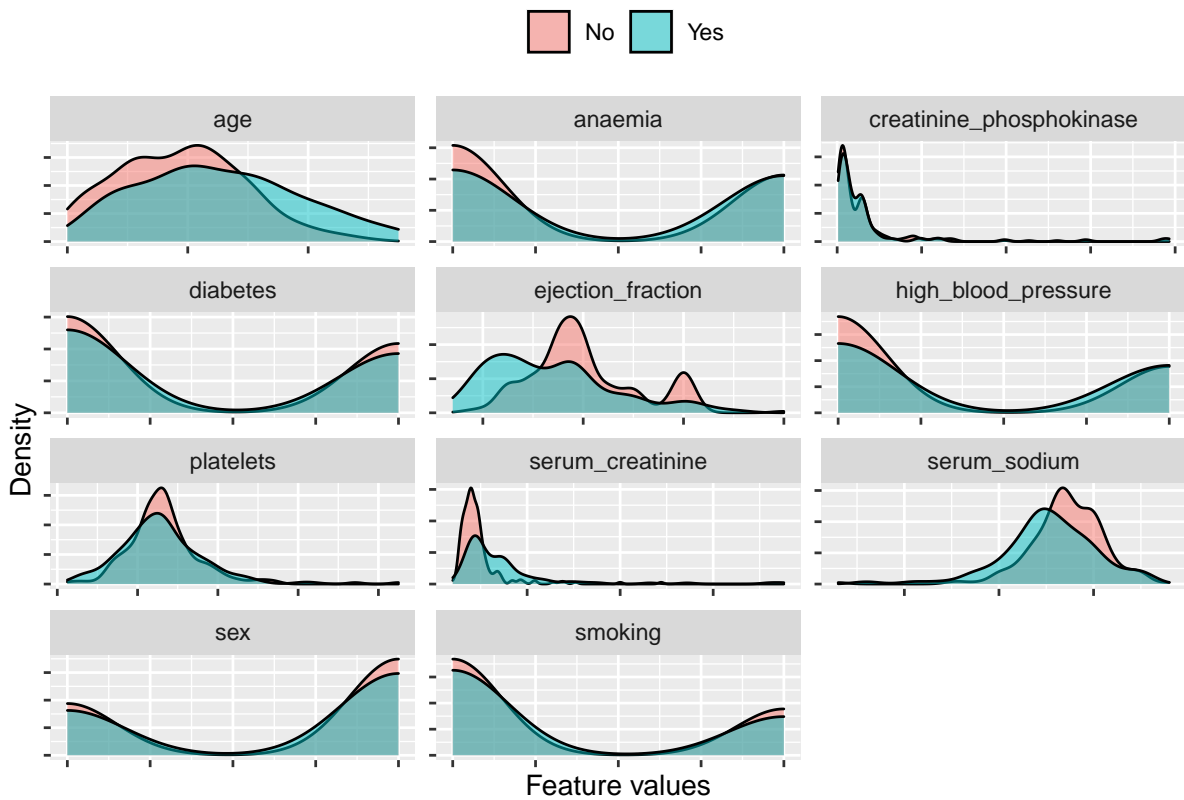 No Yes
age anaemia creatinine_phosphokinase
diabetes ejection_fraction high_blood_pressure
platelets serum_creatinine serum_sodium
sex smoking
Density
Feature values